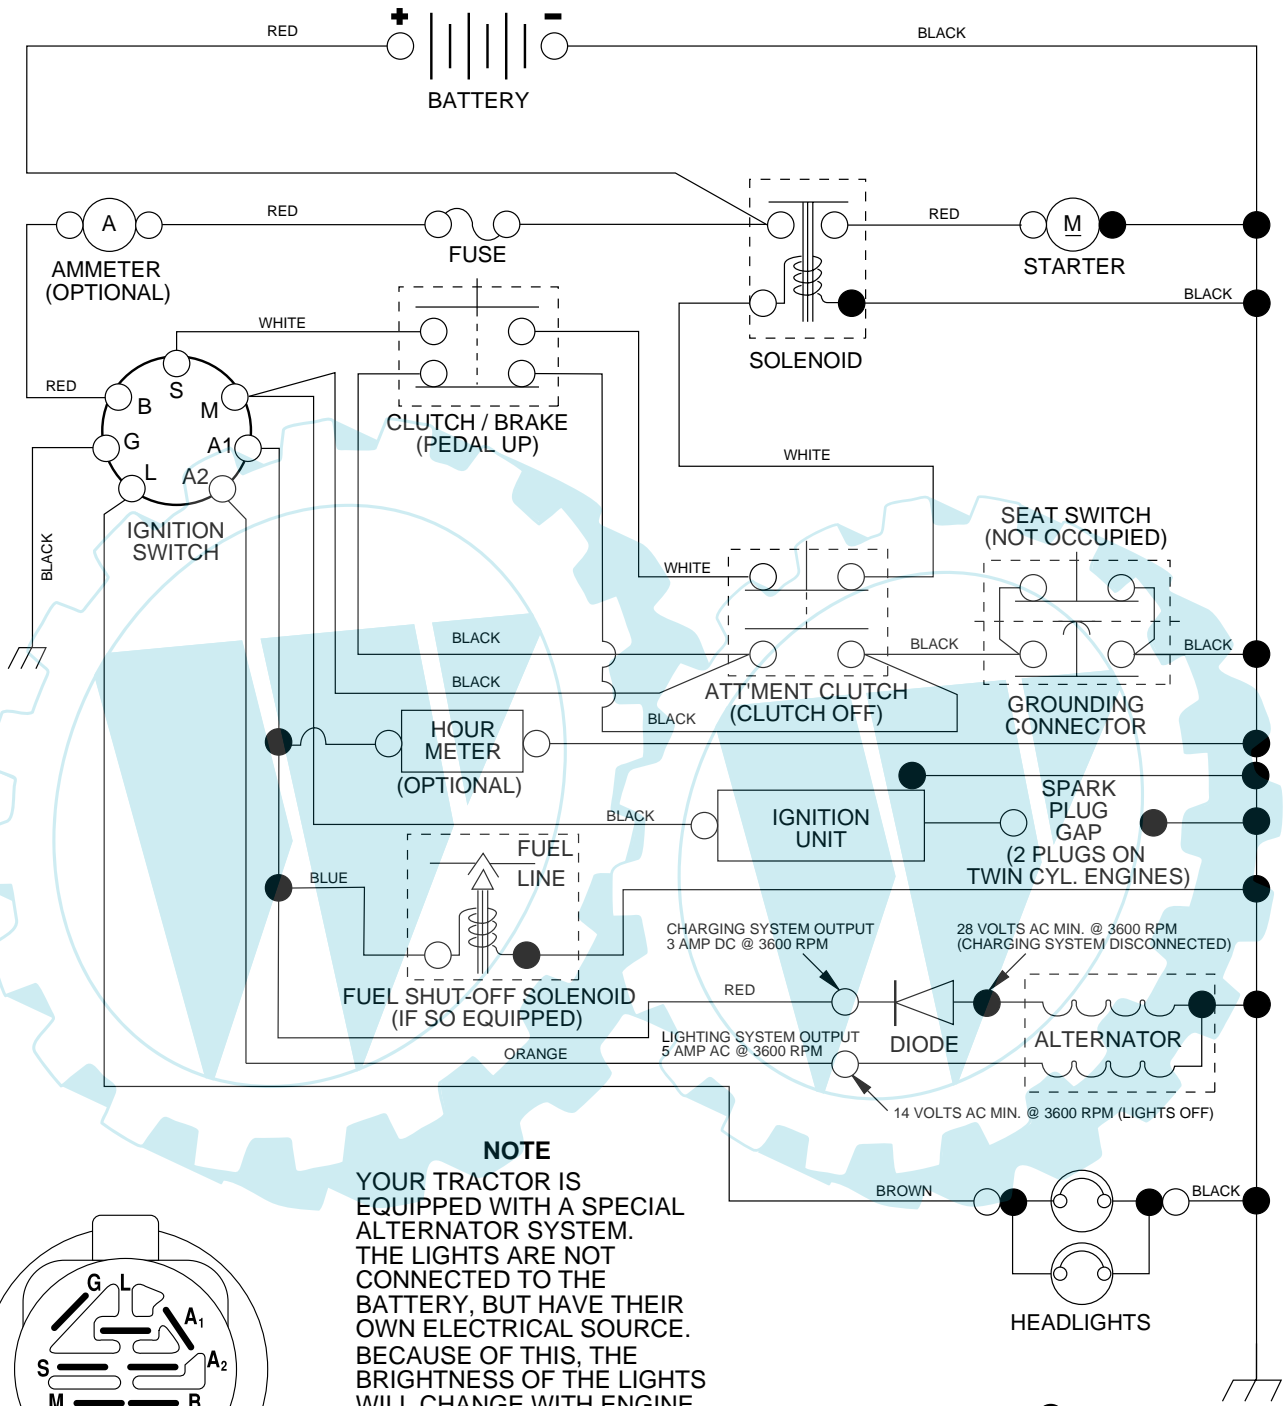 + -
RED
BLACK
BATTERY
A
RED
FUSE
RED
M
STARTER
AMMETER
(OPTIONAL)
BLACK
SOLENOID
WHITE
RED
S
B
M
G
A1
L
A2
IGNITION
SWITCH
BLACK
CLUTCH / BRAKE
(PEDAL UP)
WHITE
SEAT SWITCH
(NOT OCCUPIED)
WHITE
BLACK
BLACK
BLACK
BLACK
ATT'MENT CLUTCH
(CLUTCH OFF)
BLACK
GROUNDING
CONNECTOR
HOUR
METER
(OPTIONAL)
BLACK
IGNITION
UNIT
SPARK
PLUG
GAP
(2 PLUGS ON
TWIN CYL. ENGINES)
FUEL
LINE
BLUE
FUEL SHUT-OFF SOLENOID
(IF SO EQUIPPED)
CHARGING SYSTEM OUTPUT
3 AMP DC @ 3600 RPM
28 VOLTS AC MIN. @ 3600 RPM
(CHARGING SYSTEM DISCONNECTED)
RED
DIODE
ALTERNATOR
LIGHTING SYSTEM OUTPUT
5 AMP AC @ 3600 RPM
ORANGE
14 VOLTS AC MIN. @ 3600 RPM (LIGHTS OFF)
NOTE
YOUR TRACTOR IS
EQUIPPED WITH A SPECIAL
ALTERNATOR SYSTEM.
THE LIGHTS ARE NOT
CONNECTED TO THE
BATTERY, BUT HAVE THEIR
OWN ELECTRICAL SOURCE.
BECAUSE OF THIS, THE
BRIGHTNESS OF THE LIGHTS
WILL CHANGE WITH ENGINE
BROWN
BLACK
HEADLIGHTS
G L
A1
A2
S
M B